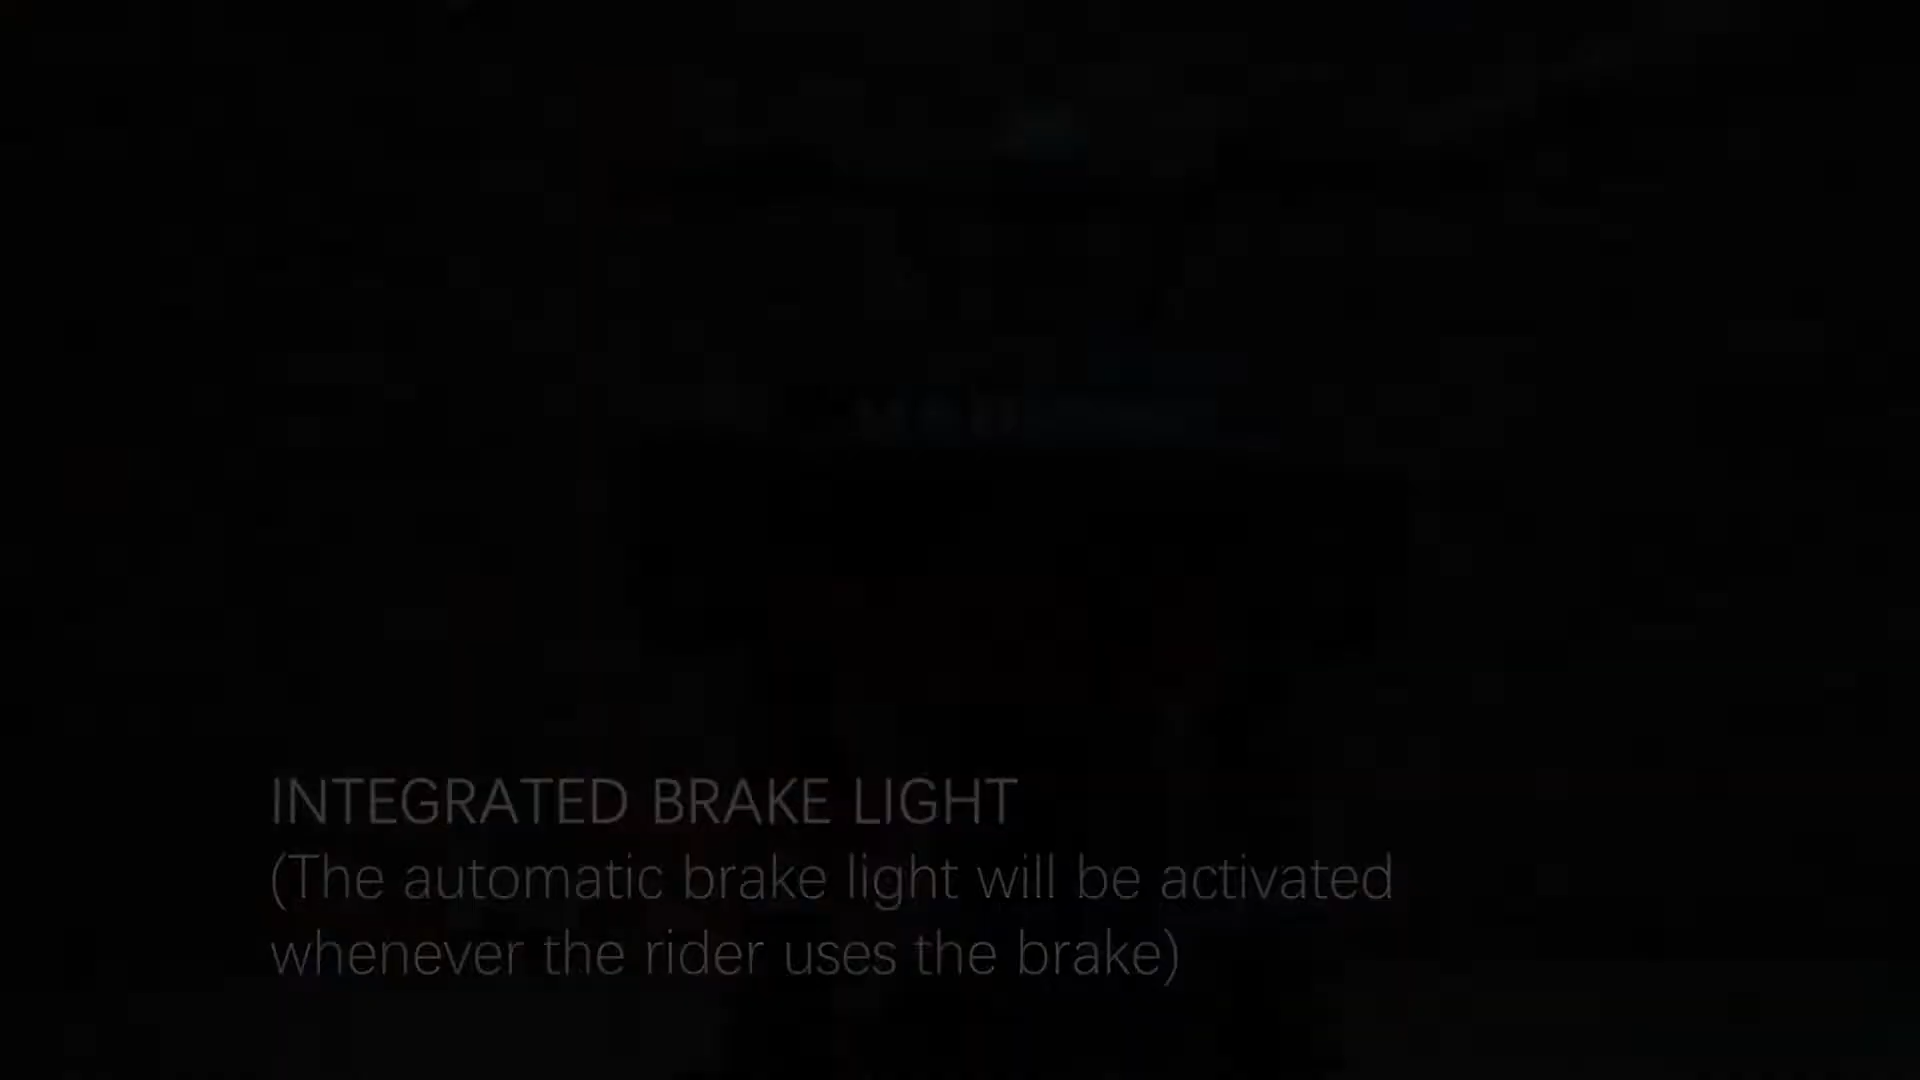 INTEGRATED BRAKE LIGHT
(The automatic brake light will be activated
whenever the rider uses the brake)